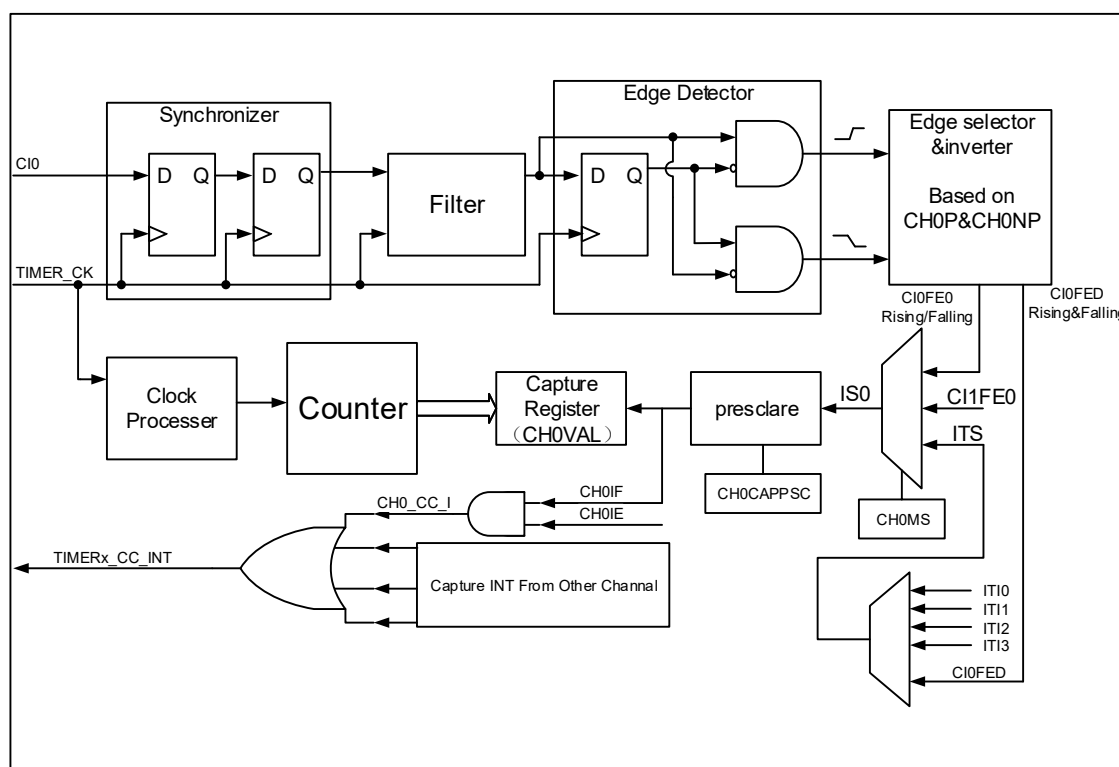 Synchronizer
Edge Detector
Edge selector
&inverter
Based on
CH0P&CH0NP
CI0
D Q
D Q
Filter
D Q
TIMER_CK
CI0FE0
Rising/Falling
CI0FED
Rising&Falling
Clock
Processer
Counter
Capture
Register
（CH0VAL）
presclare
IS0
CI1FE0
ITS
CH0CAPPSC
CH0MS
CH0_CC_I
CH0IF
CH0IE
TIMERx_CC_INT
Capture INT From Other Channel
ITI0
ITI1
ITI2
ITI3
CI0FED